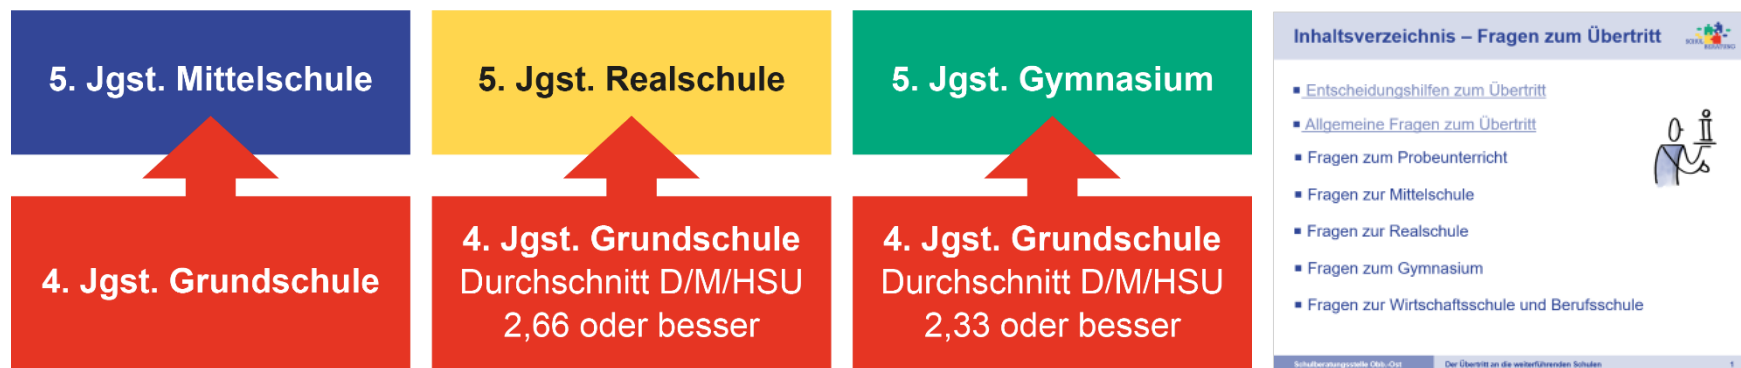 5. Jgst. Mittelschule
4. Jgst. Grundschule
5. Jgst. Realschule
4. Jgst. Grundschule
Durchschnitt D/M/HSU
2,66 oder besser
5. Jgst. Gymnasium
4. Jgst. Grundschule
Durchschnitt D/M/HSU
2,33 oder besser
Inhaltsverzeichnis – Fragen zum Übertritt
SCHUL
BERATUNG
Entscheidungshilfen zum Übertritt
Allgemeine Fragen zum Übertritt
Fragen zum Probeunterricht
Fragen zur Mittelschule
Fragen zur Realschule
Fragen zum Gymnasium
Fragen zur Wirtschaftsschule und Berufsschule
Schulberatungsstelle Obb.-Ost
Der Übertritt an die weiterführenden Schulen
1